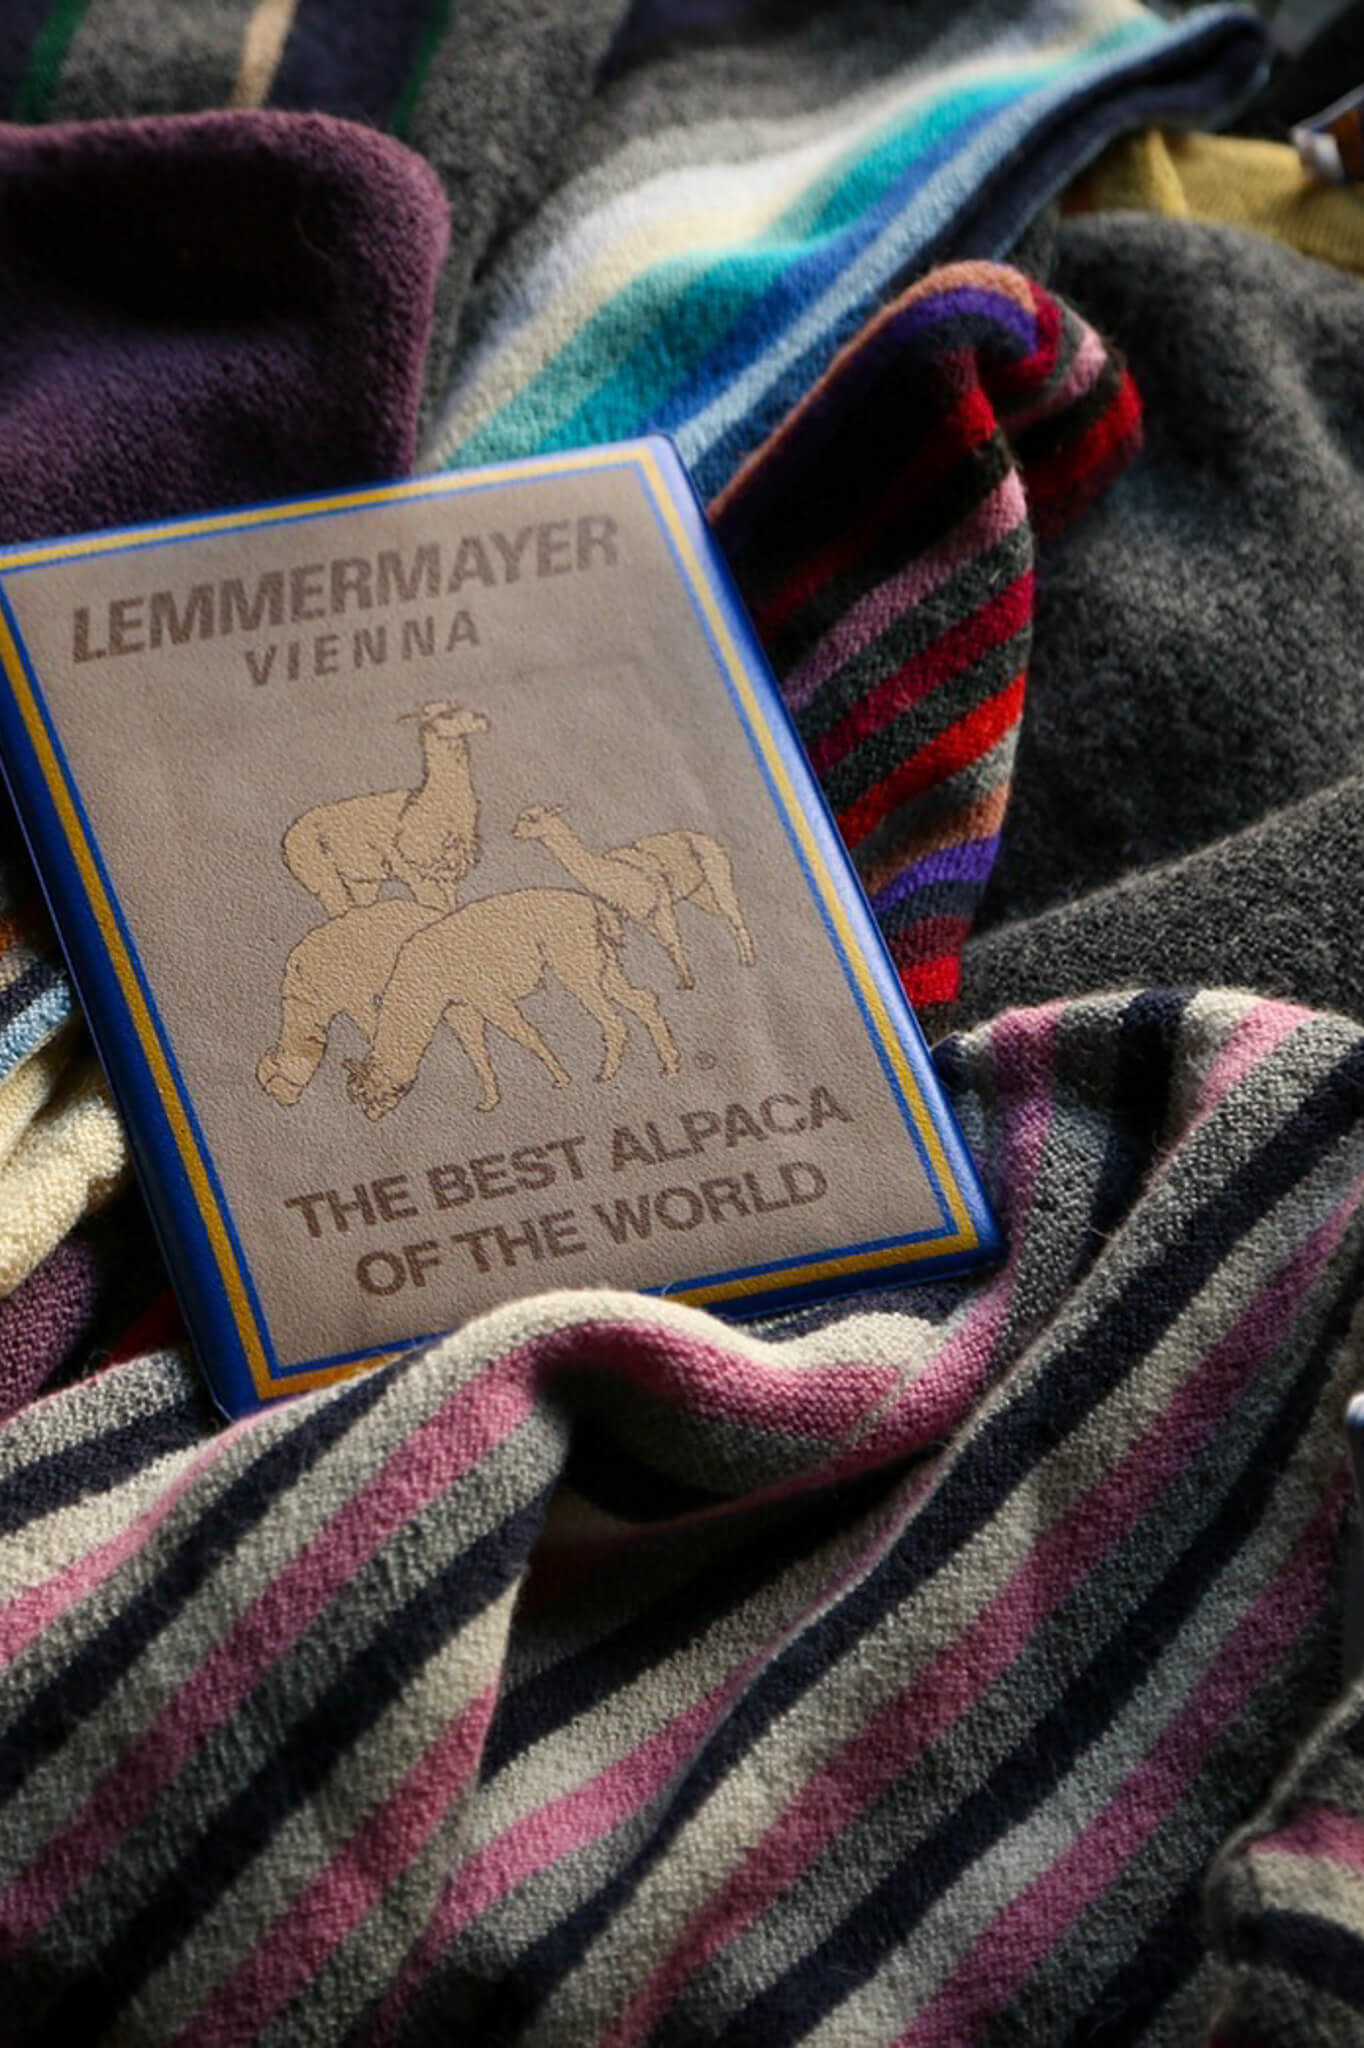 LEMMERMAYER
VIENNA
®
THE BEST ALPACA
OF THE WORLD